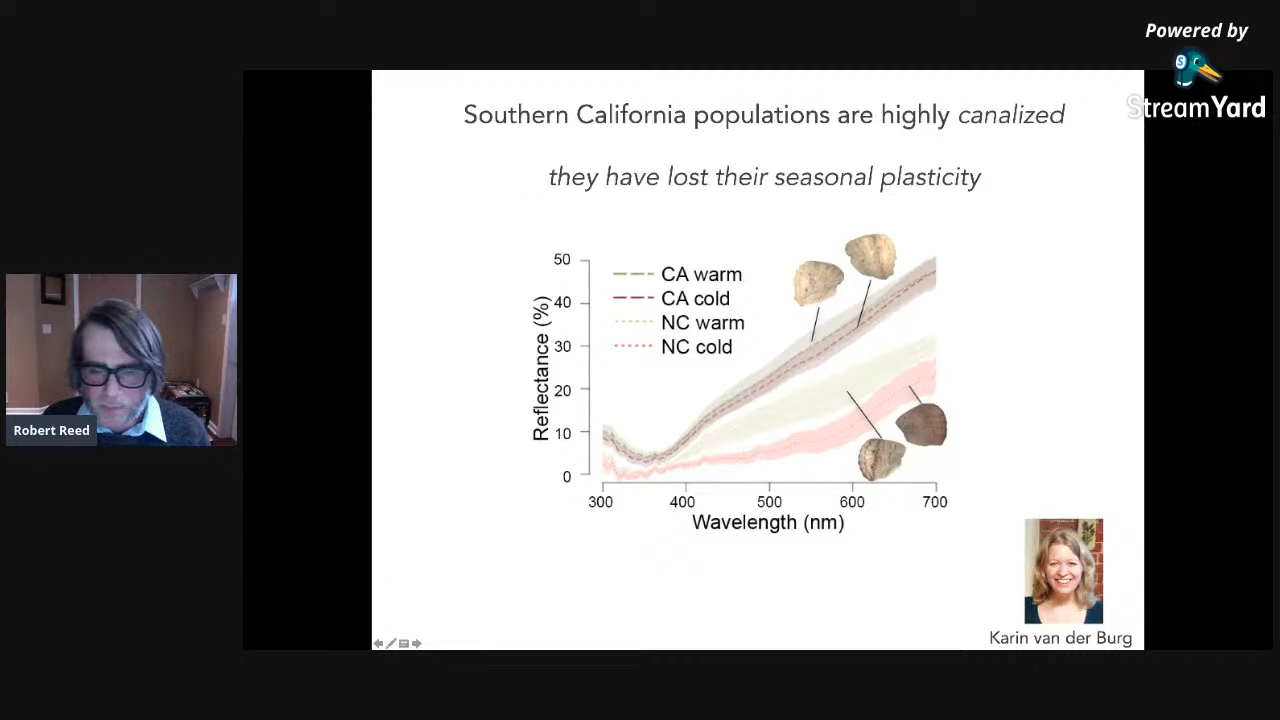 Powered by
StreamYard
Southern California populations are highly canalized
they have lost their seasonal plasticity
50
40
30
20
10
0
Reflectance (%)
CA warm
CA cold
NC warm
NC cold
300 400 500 600 700
Wavelength (nm)
Robert Reed
Karin van der Burg